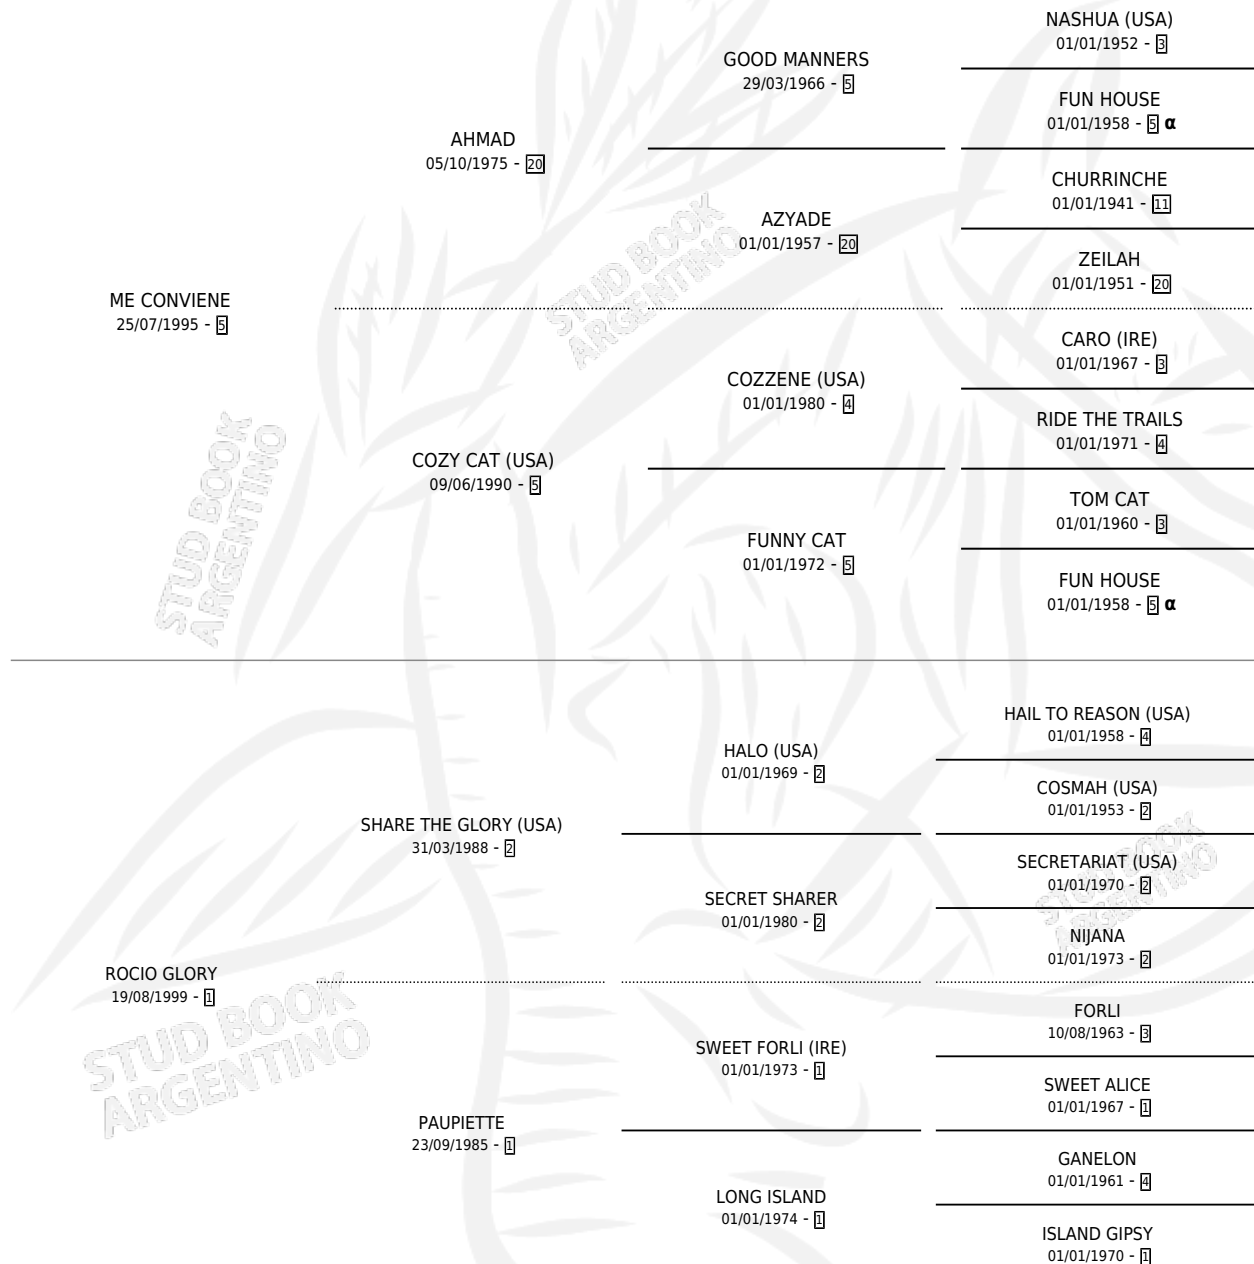 NASHUA (USA)
01/01/1952 - 3
GOOD MANNERS
29/03/1966 - 5
FUN HOUSE
01/01/1958 - 5 α
AHMAD
05/10/1975 - 20
CHURRINCHE
01/01/1941 - 11
AZYADE
01/01/1957 - 20
ZEILAH
01/01/1951 - 20
STUD BOOK
ARGENTINO
ME CONVIENE
25/07/1995 - 5
CARO (IRE)
01/01/1967 - 3
COZZENE (USA)
01/01/1980 - 4
RIDE THE TRAILS
01/01/1971 - 4
COZY CAT (USA)
09/06/1990 - 5
STUD BOOK
ARGENTINO
TOM CAT
01/01/1960 - 3
FUNNY CAT
01/01/1972 - 5
FUN HOUSE
01/01/1958 - 5 α
HAIL TO REASON (USA)
01/01/1958 - 4
HALO (USA)
01/01/1969 - 2
COSMAH (USA)
01/01/1953 - 2
SHARE THE GLORY (USA)
31/03/1988 - 2
SECRETARIAT (USA)
01/01/1970 - 2
STUD BOOK
ARGENTINO
SECRET SHARER
01/01/1980 - 2
NIJANA
01/01/1973 - 2
ROCIO GLORY
19/08/1999 - 1
STUD BOOK
ARGENTINO
FORLI
10/08/1963 - 3
SWEET FORLI (IRE)
01/01/1973 - 1
SWEET ALICE
01/01/1967 - 1
PAUPIETTE
23/09/1985 - 1
GANELON
01/01/1961 - 4
LONG ISLAND
01/01/1974 - 1
ISLAND GIPSY
01/01/1970 - 1